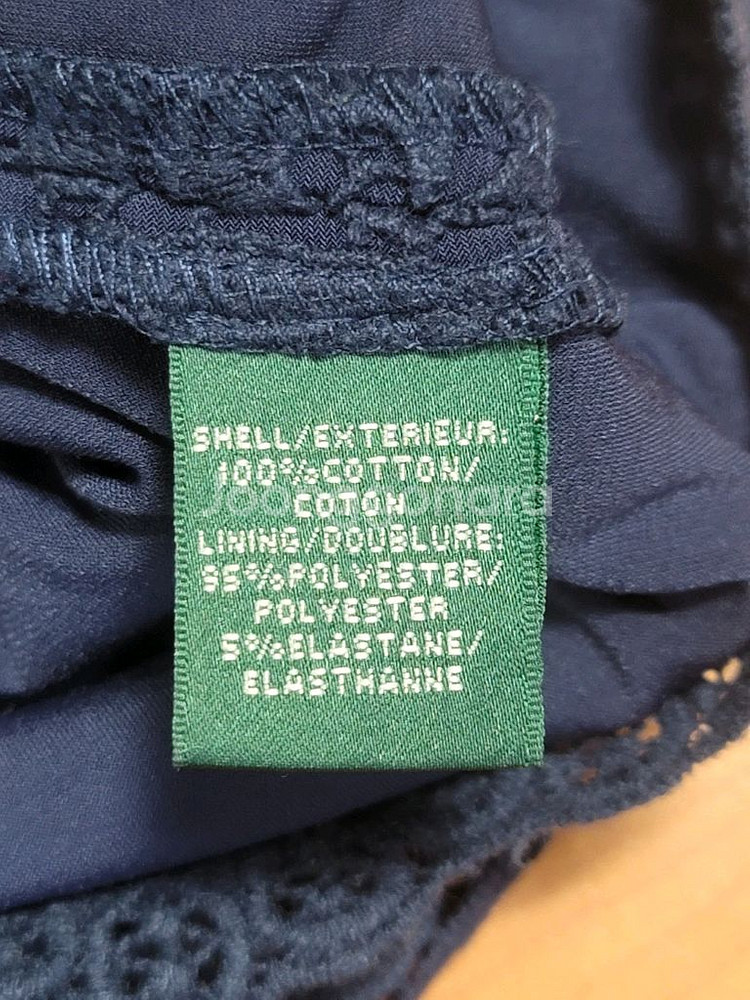 SHELL/EXTERIEUR:
100%COTTON/
COTON
LINING/DOUBLURE:
95%POLYESTER/
POLYESTER
5%ELASTANE/
ELASTHANNE